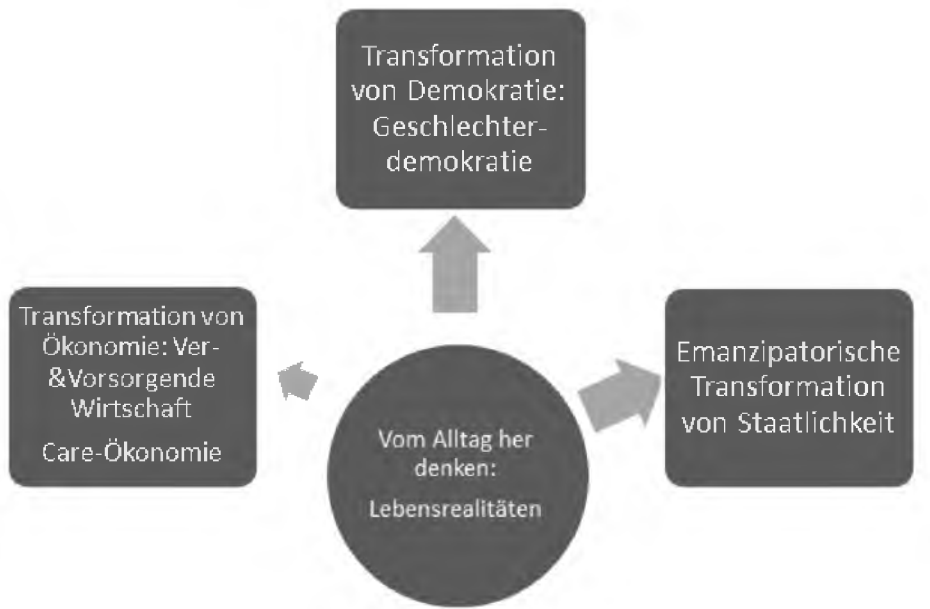 Transformation
von Demokratie:
Geschlechter-
demokratie
Transformation von
Ökonomie: Ver-
&Vorsorgende
Wirtschaft
Care-Ökonomie
Vom Alltag her
denken:
Lebensrealitäten
Emanzipatorische
Transformation
von Staatlichkeit